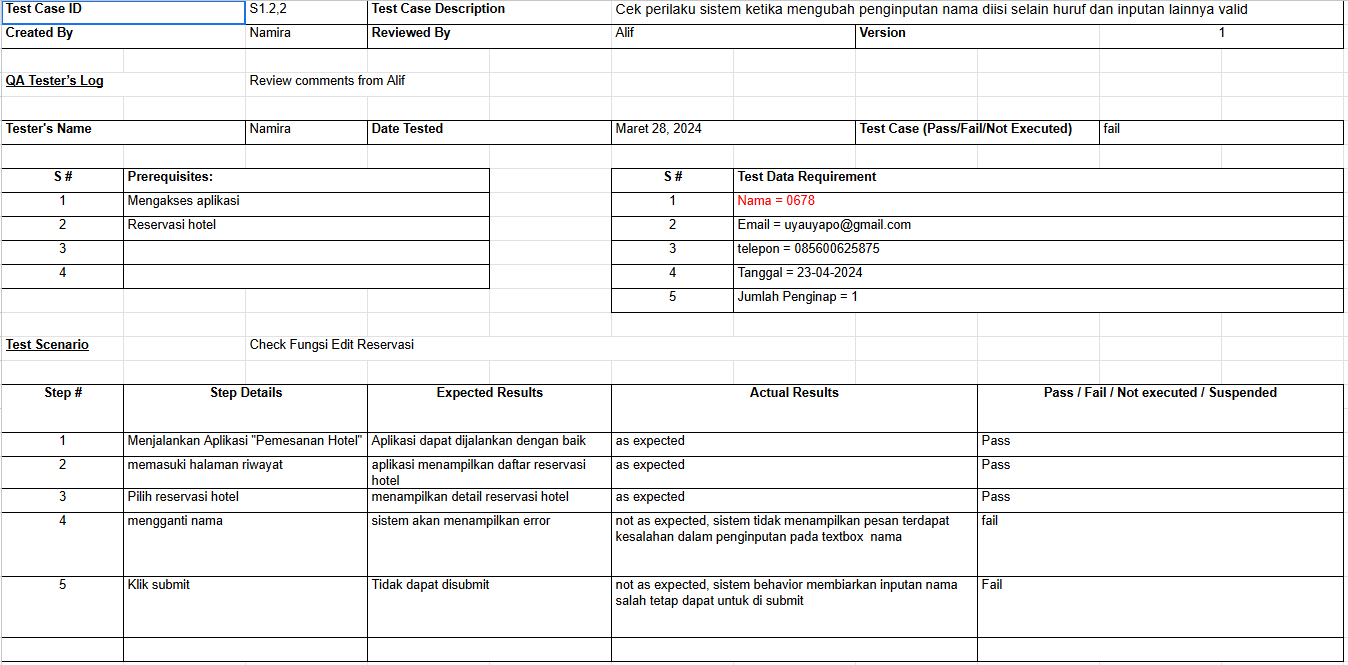 Test Case ID S1.2,2 Test Case Description Cek perilaku sistem ketika mengubah penginputan nama diisi selain huruf dan inputan lainnya valid
Created By Namira Reviewed By Alif Version 1
QA Tester's Log Review comments from Alif
Tester's Name Namira Date Tested Maret 28, 2024 Test Case (Pass/Fail/Not Executed) fail
S # Prerequisites: S # Test Data Requirement
1 Mengakses aplikasi 1 Nama = 0678
2 Reservasi hotel 2 Email = uyauyapo@gmail.com
3 3 telepon = 085600625875
4 4 Tanggal = 23-04-2024
5 Jumlah Penginap = 1
Test Scenario Check Fungsi Edit Reservasi
Step # Step Details Expected Results Actual Results Pass / Fail / Not executed / Suspended
1 Menjalankan Aplikasi "Pemesanan Hotel" Aplikasi dapat dijalankan dengan baik as expected Pass
2 memasuki halaman riwayat aplikasi menampilkan daftar reservasi as expected Pass
hotel
3 Pilih reservasi hotel menampilkan detail reservasi hotel as expected Pass
4 mengganti nama sistem akan menampilkan error not as expected, sistem tidak menampilkan pesan terdapat fail
kesalahan dalam penginputan pada textbox  nama
5 Klik submit Tidak dapat disubmit not as expected, sistem behavior membiarkan inputan nama Fail
salah tetap dapat untuk di submit